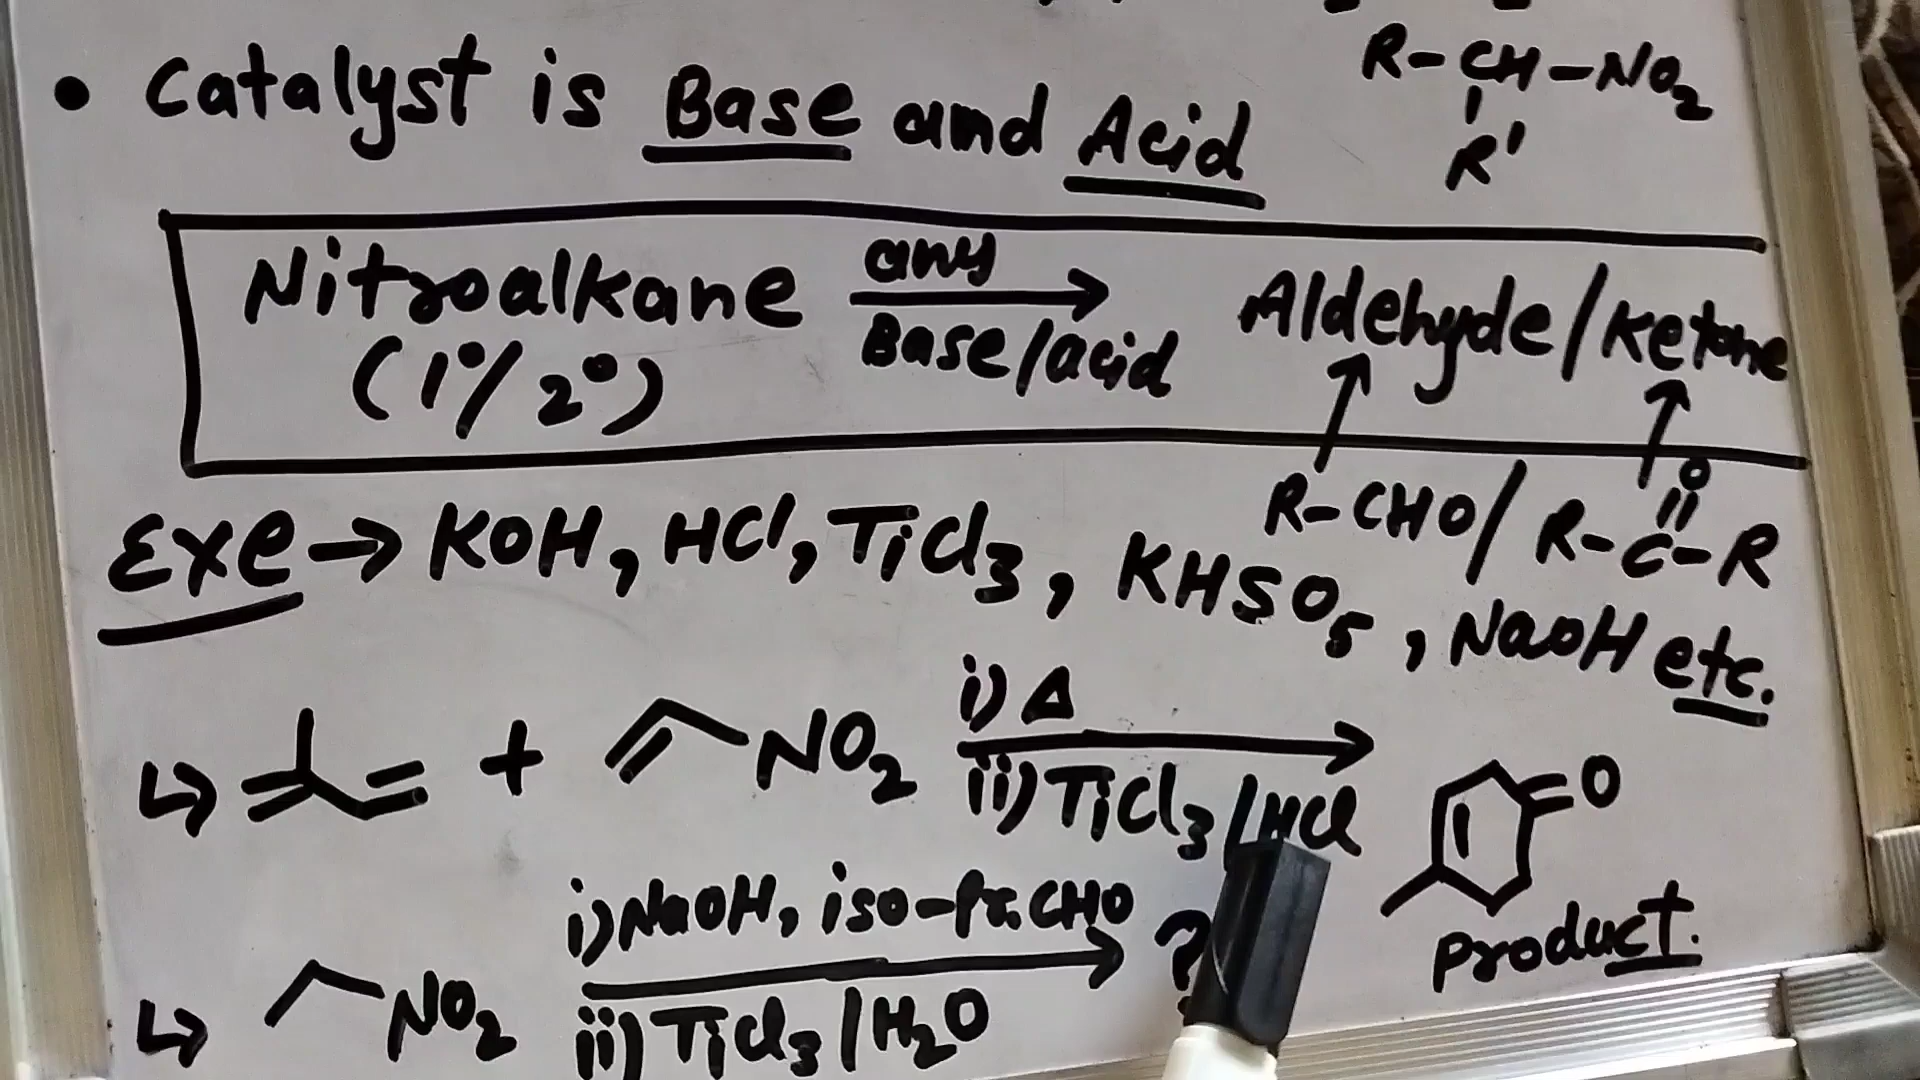 R-CH-NO₂
R'
• Catalyst is Base and Acid
Nitroalkane any Aldehyde/Ketone
(1°/2°) Base/acid
R-CHO/ R-C-R
O
Exe → KOH, HCl, TiCl₃, KHSO₅, NaOH etc.
i) Δ
↳ + NO₂ → O
ii) TiCl₃/HCl
Product.
i) NaOH, iso-Pr.CHO
↳ NO₂ → ?
ii) TiCl₃/H₂O